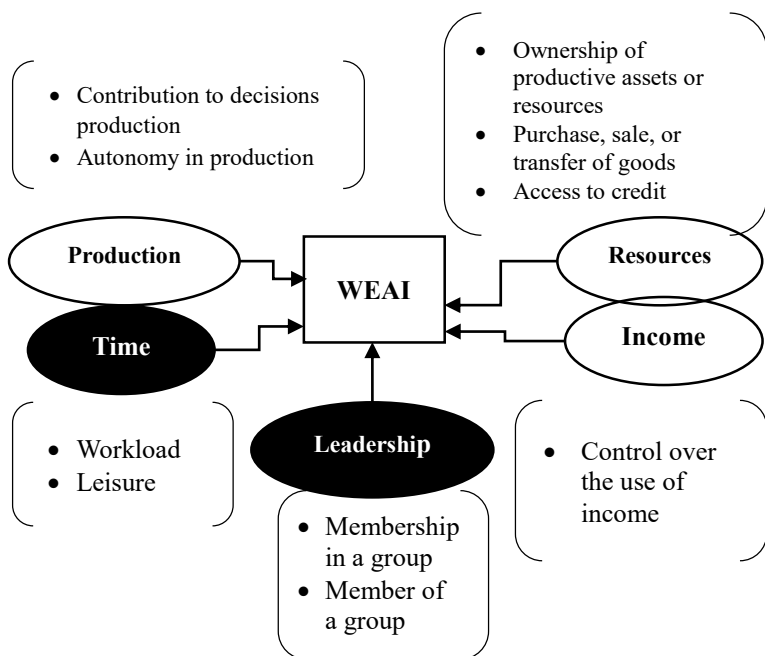 • Contribution to decisions
production
• Autonomy in production
• Ownership of
productive assets or
resources
• Purchase, sale, or
transfer of goods
• Access to credit
Production
WEAI
Resources
Time
Income
Leadership
• Workload
• Leisure
• Control over
the use of
income
• Membership
in a group
• Member of
a group